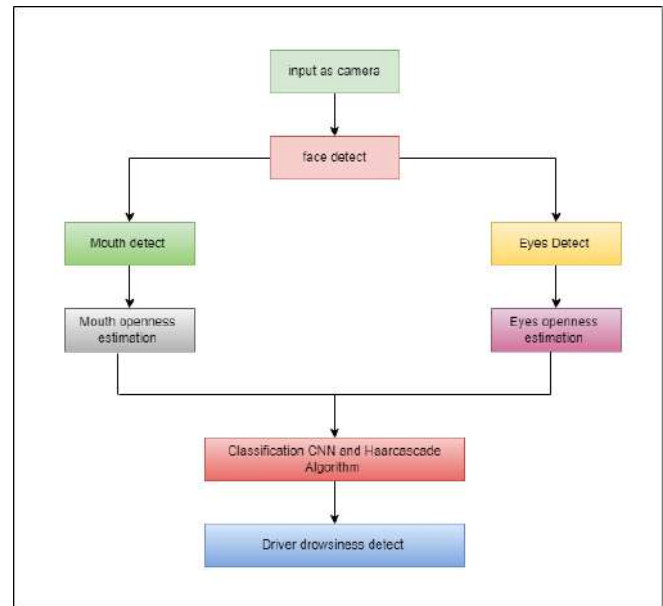 input as camera
face detect
Mouth detect
Eyes Detect
Mouth openness
estimation
Eyes openness
estimation
Classification CNN and Haarcascade
Algorithm
Driver drowsiness detect